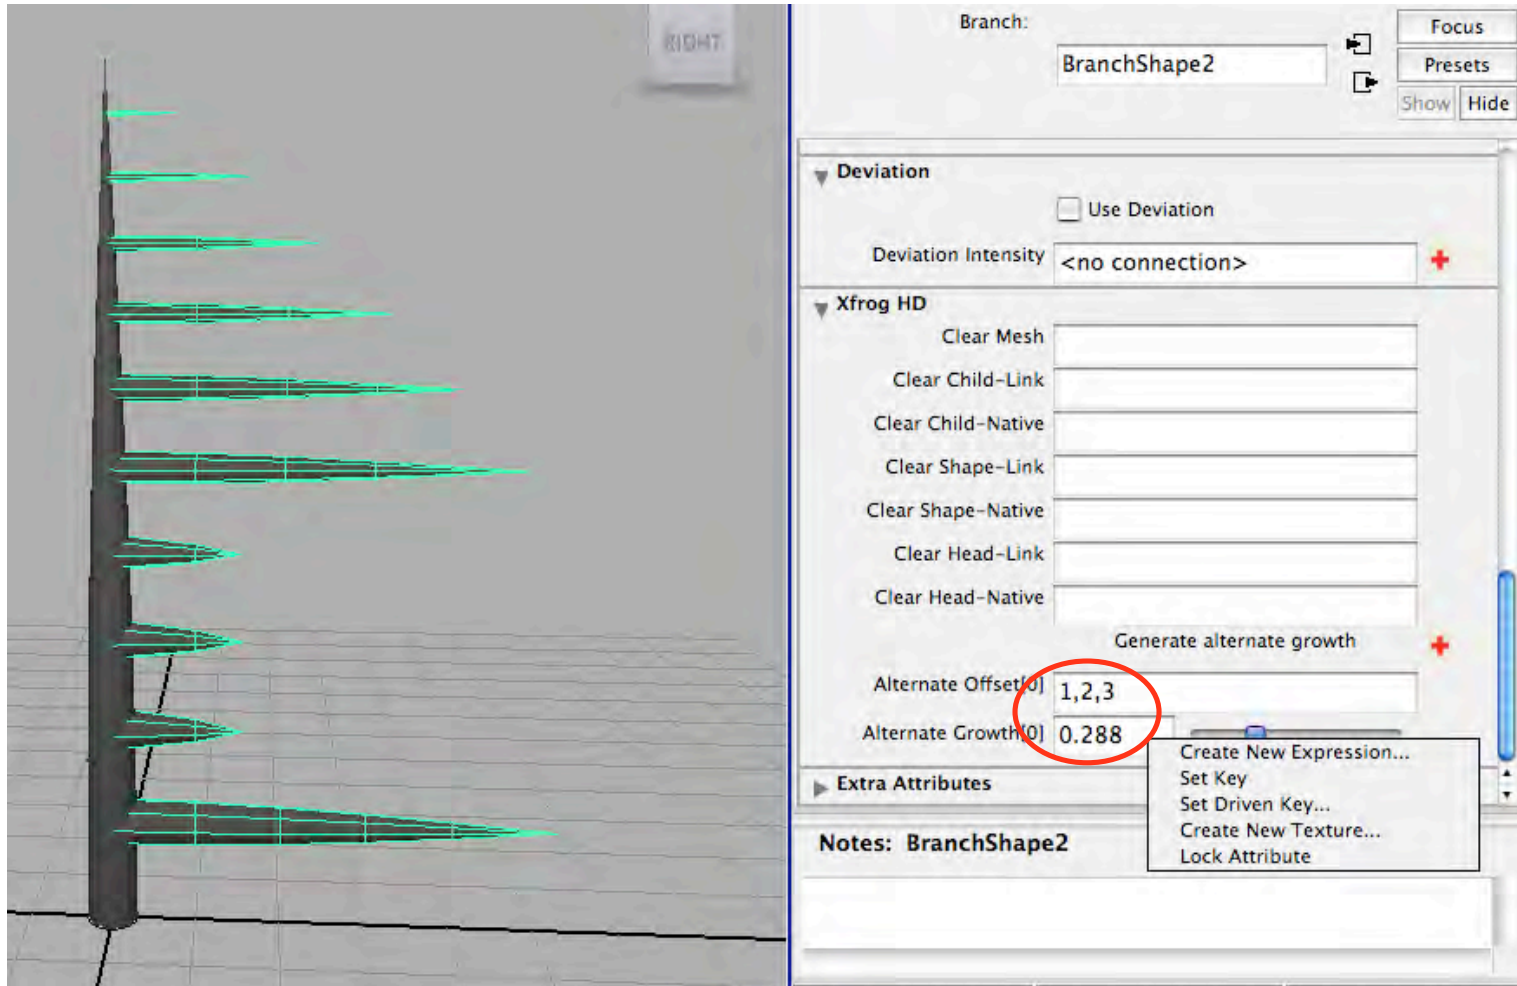 RIGHT
Branch:
BranchShape2
Focus
Presets
Show Hide
Deviation
Use Deviation
Deviation Intensity <no connection>
Xfrog HD
Clear Mesh
Clear Child-Link
Clear Child-Native
Clear Shape-Link
Clear Shape-Native
Clear Head-Link
Clear Head-Native
Generate alternate growth
Alternate Offset[0] 1,2,3
Alternate Growth[0] 0.288
Create New Expression...
Set Key
Set Driven Key...
Create New Texture...
Lock Attribute
Extra Attributes
Notes: BranchShape2